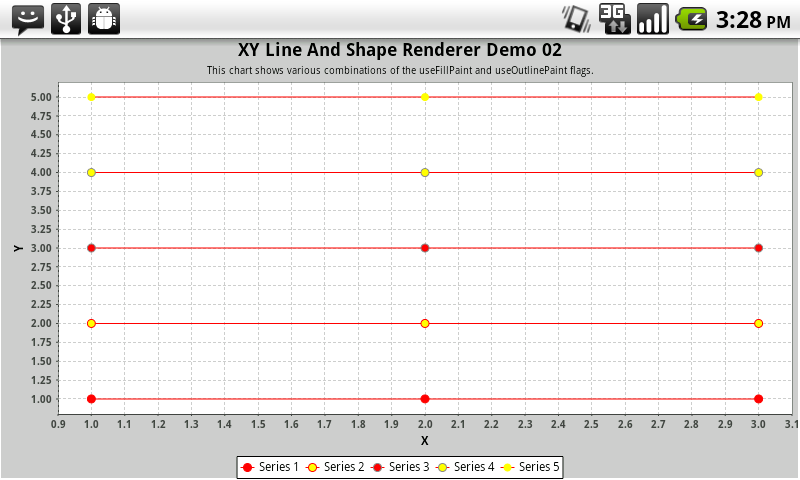 3G 3:28 PM
XY Line And Shape Renderer Demo 02
This chart shows various combinations of the useFillPaint and useOutlinePaint flags.
5.00
4.75
4.50
4.25
4.00
3.75
3.50
3.25
3.00
2.75
2.50
2.25
2.00
1.75
1.50
1.25
1.00
Y
0.9 1.0 1.1 1.2 1.3 1.4 1.5 1.6 1.7 1.8 1.9 2.0 2.1 2.2 2.3 2.4 2.5 2.6 2.7 2.8 2.9 3.0 3.1
X
Series 1 Series 2 Series 3 Series 4 Series 5